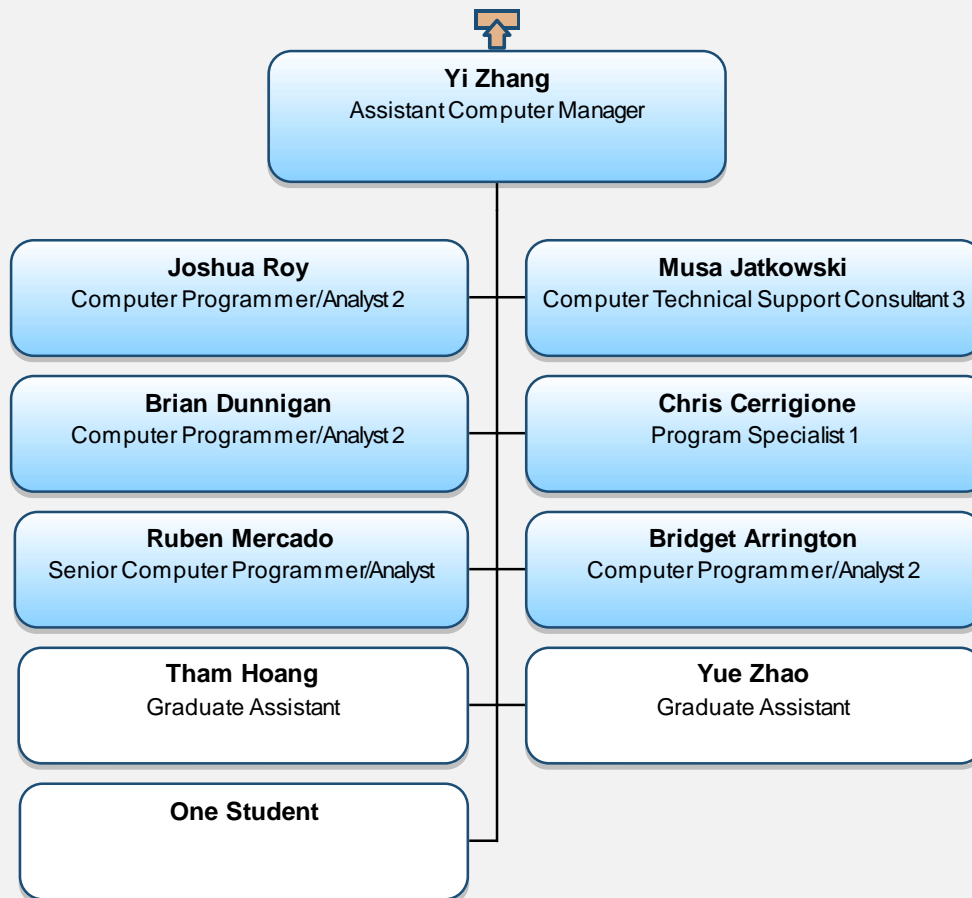 Yi Zhang
Assistant Computer Manager
Joshua Roy
Computer Programmer/Analyst 2
Musa Jatkowski
Computer Technical Support Consultant 3
Brian Dunnigan
Computer Programmer/Analyst 2
Chris Cerrigione
Program Specialist 1
Ruben Mercado
Senior Computer Programmer/Analyst
Bridget Arrington
Computer Programmer/Analyst 2
Tham Hoang
Graduate Assistant
Yue Zhao
Graduate Assistant
One Student